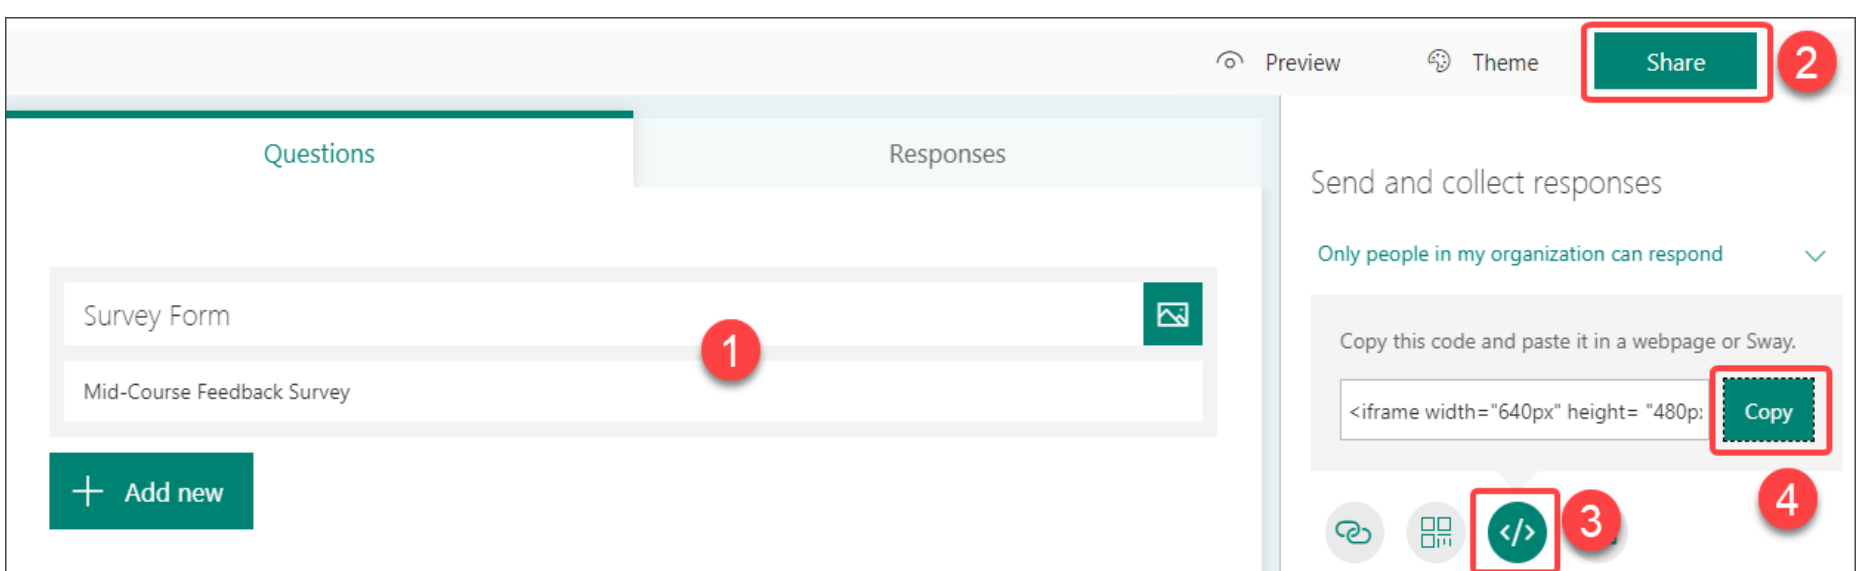 Preview
Theme
Share
2
Questions
Responses
Send and collect responses
Only people in my organization can respond
Survey Form
1
Mid-Course Feedback Survey
Copy this code and paste it in a webpage or Sway.
<iframe width="640px" height= "480p
Copy
4
Add new
</>
3